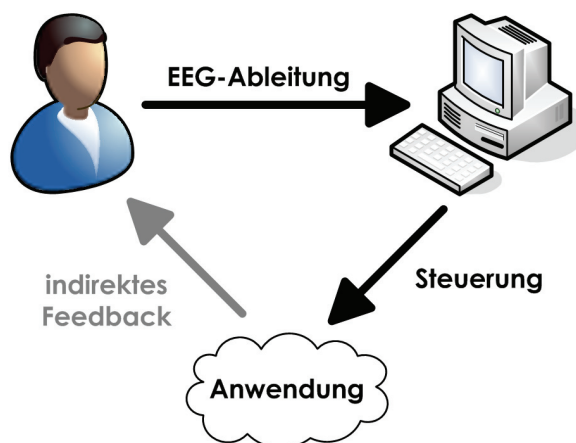 EEG-Ableitung
Steuerung
indirektes
Feedback
Anwendung